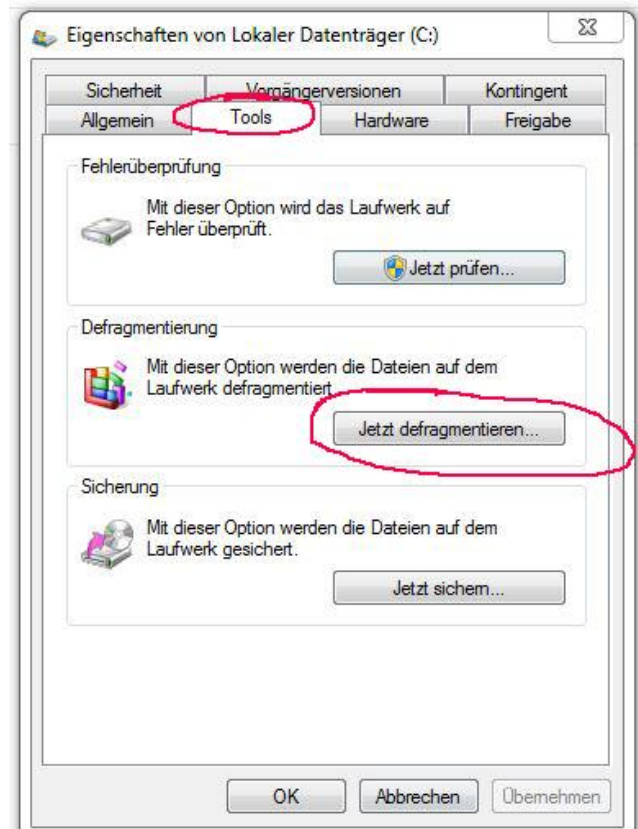 Eigenschaften von Lokaler Datenträger (C:)
Sicherheit Vorgängerversionen Kontingent
Allgemein Tools Hardware Freigabe
Fehlerüberprüfung
Mit dieser Option wird das Laufwerk auf
Fehler überprüft.
Jetzt prüfen...
Defragmentierung
Mit dieser Option werden die Dateien auf dem
Laufwerk defragmentiert.
Jetzt defragmentieren...
Sicherung
Mit dieser Option werden die Dateien auf dem
Laufwerk gesichert.
Jetzt sichern...
OK Abbrechen Übernehmen